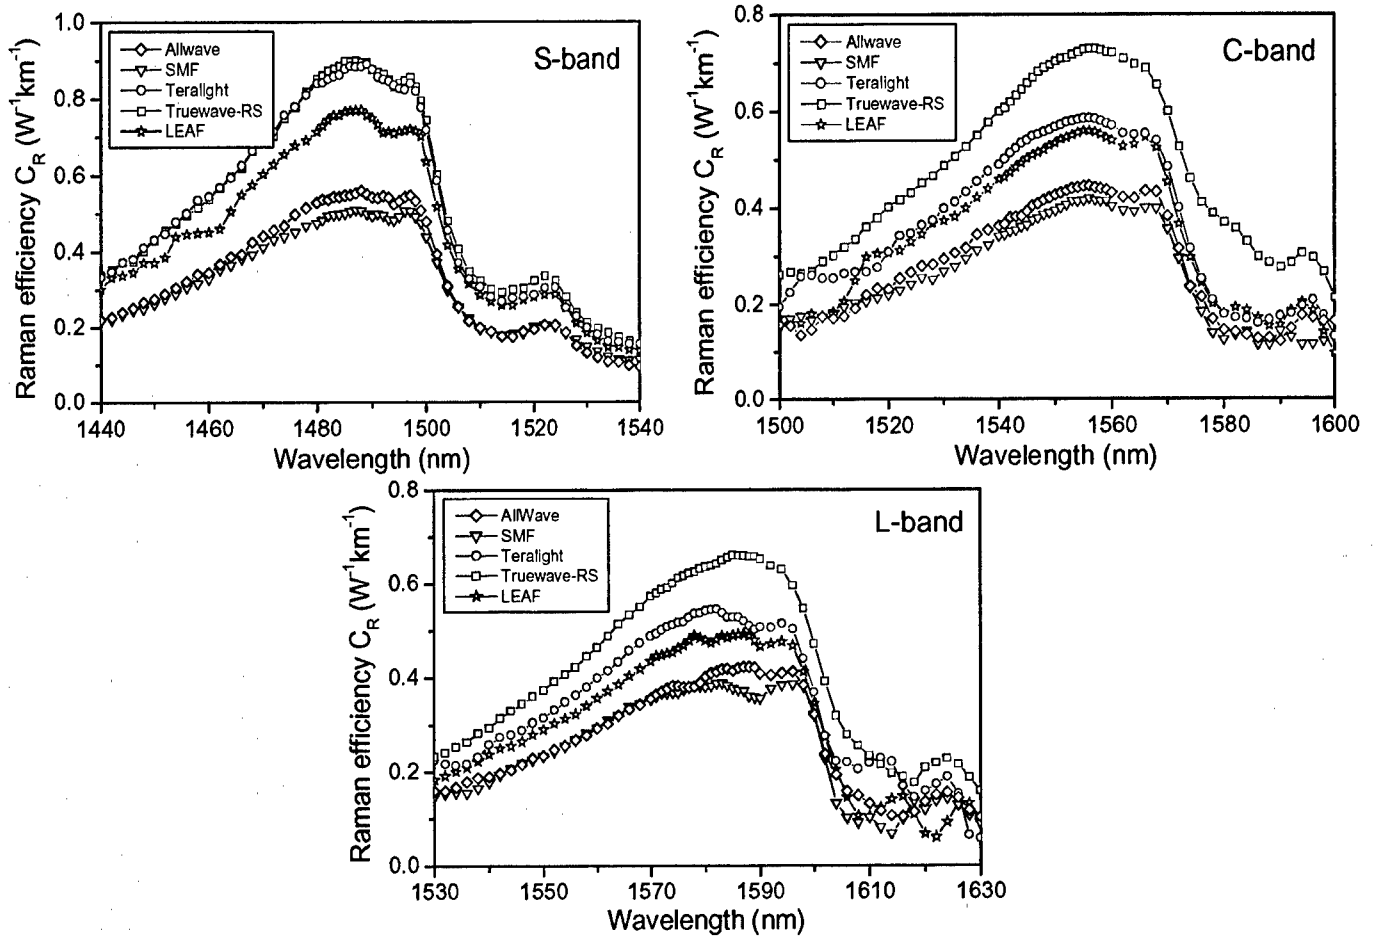 S-band
Allwave
SMF
Teralight
Truewave-RS
LEAF
Raman efficiency C_R (W⁻¹km⁻¹)
1.0
0.8
0.6
0.4
0.2
0.0
1440 1460 1480 1500 1520 1540
Wavelength (nm)
C-band
Allwave
SMF
Teralight
Truewave-RS
LEAF
Raman efficiency C_R (W⁻¹km⁻¹)
0.8
0.6
0.4
0.2
0.0
1500 1520 1540 1560 1580 1600
Wavelength (nm)
L-band
AllWave
SMF
Teralight
Truewave-RS
LEAF
Raman efficiency C_R (W⁻¹km⁻¹)
0.8
0.6
0.4
0.2
0.0
1530 1550 1570 1590 1610 1630
Wavelength (nm)